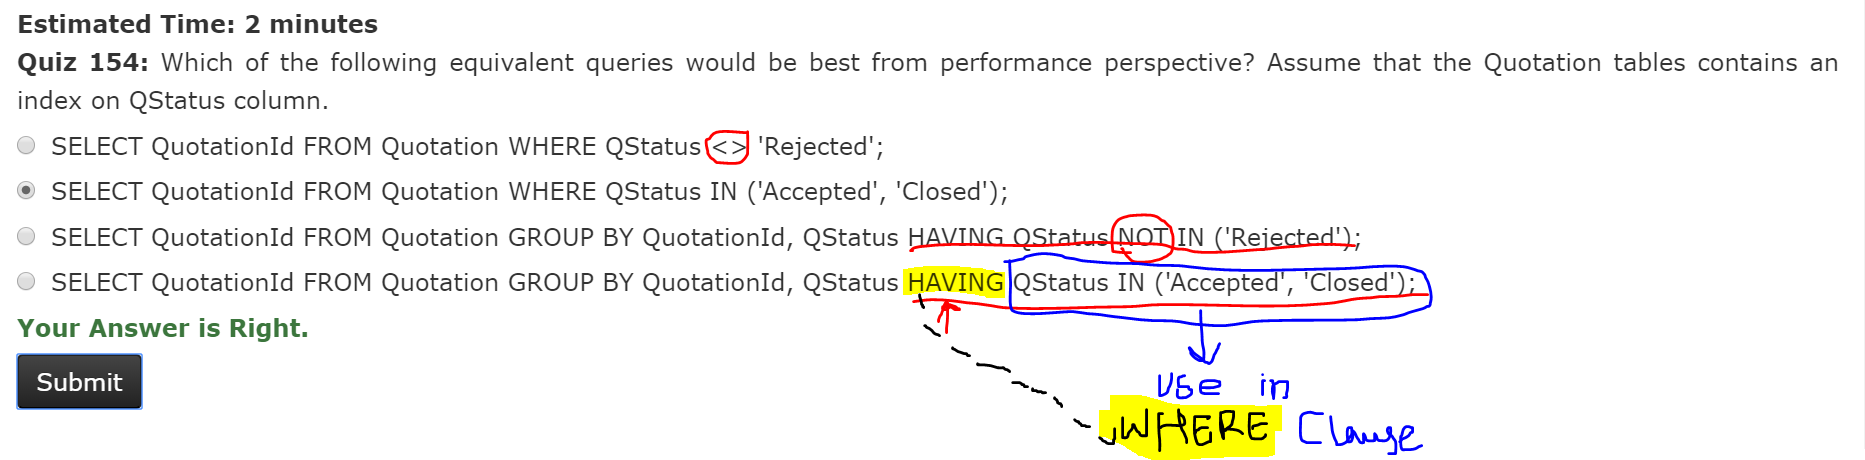 Estimated Time: 2 minutes
Quiz 154: Which of the following equivalent queries would be best from performance perspective? Assume that the Quotation tables contains an
index on QStatus column.
SELECT QuotationId FROM Quotation WHERE QStatus <> 'Rejected';
SELECT QuotationId FROM Quotation WHERE QStatus IN ('Accepted', 'Closed');
SELECT QuotationId FROM Quotation GROUP BY QuotationId, QStatus HAVING QStatus NOT IN ('Rejected');
SELECT QuotationId FROM Quotation GROUP BY QuotationId, QStatus HAVING QStatus IN ('Accepted', 'Closed');
Your Answer is Right.
Submit
Use in
WHERE Clause